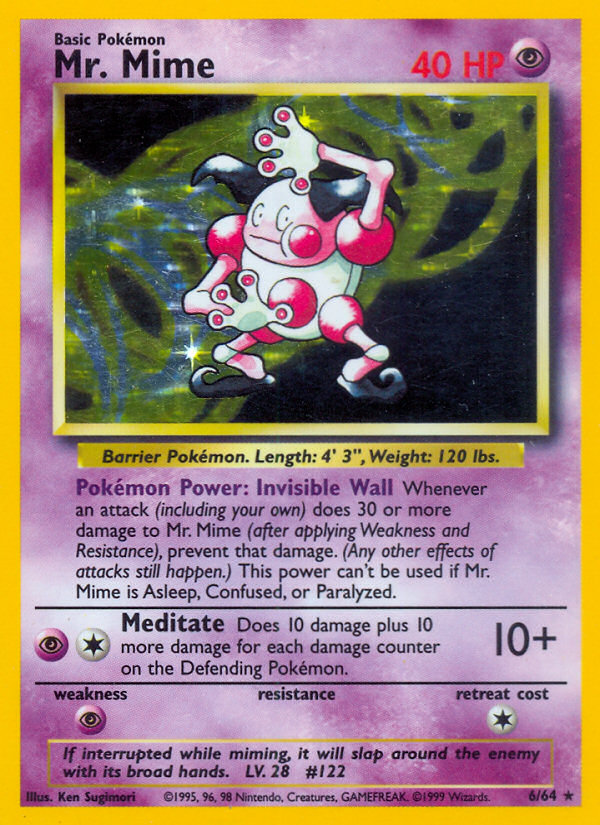 Basic Pokémon
Mr. Mime
40 HP
Barrier Pokémon. Length: 4' 3", Weight: 120 lbs.
Pokémon Power: Invisible Wall Whenever
an attack (including your own) does 30 or more
damage to Mr. Mime (after applying Weakness and
Resistance), prevent that damage. (Any other effects of
attacks still happen.) This power can't be used if Mr.
Mime is Asleep, Confused, or Paralyzed.
Meditate Does 10 damage plus 10
more damage for each damage counter
on the Defending Pokémon.
10+
weakness
resistance
retreat cost
If interrupted while miming, it will slap around the enemy
with its broad hands. LV. 28 #122
Illus. Ken Sugimori ©1995, 96, 98 Nintendo, Creatures, GAMEFREAK. ©1999 Wizards. 6/64 ★